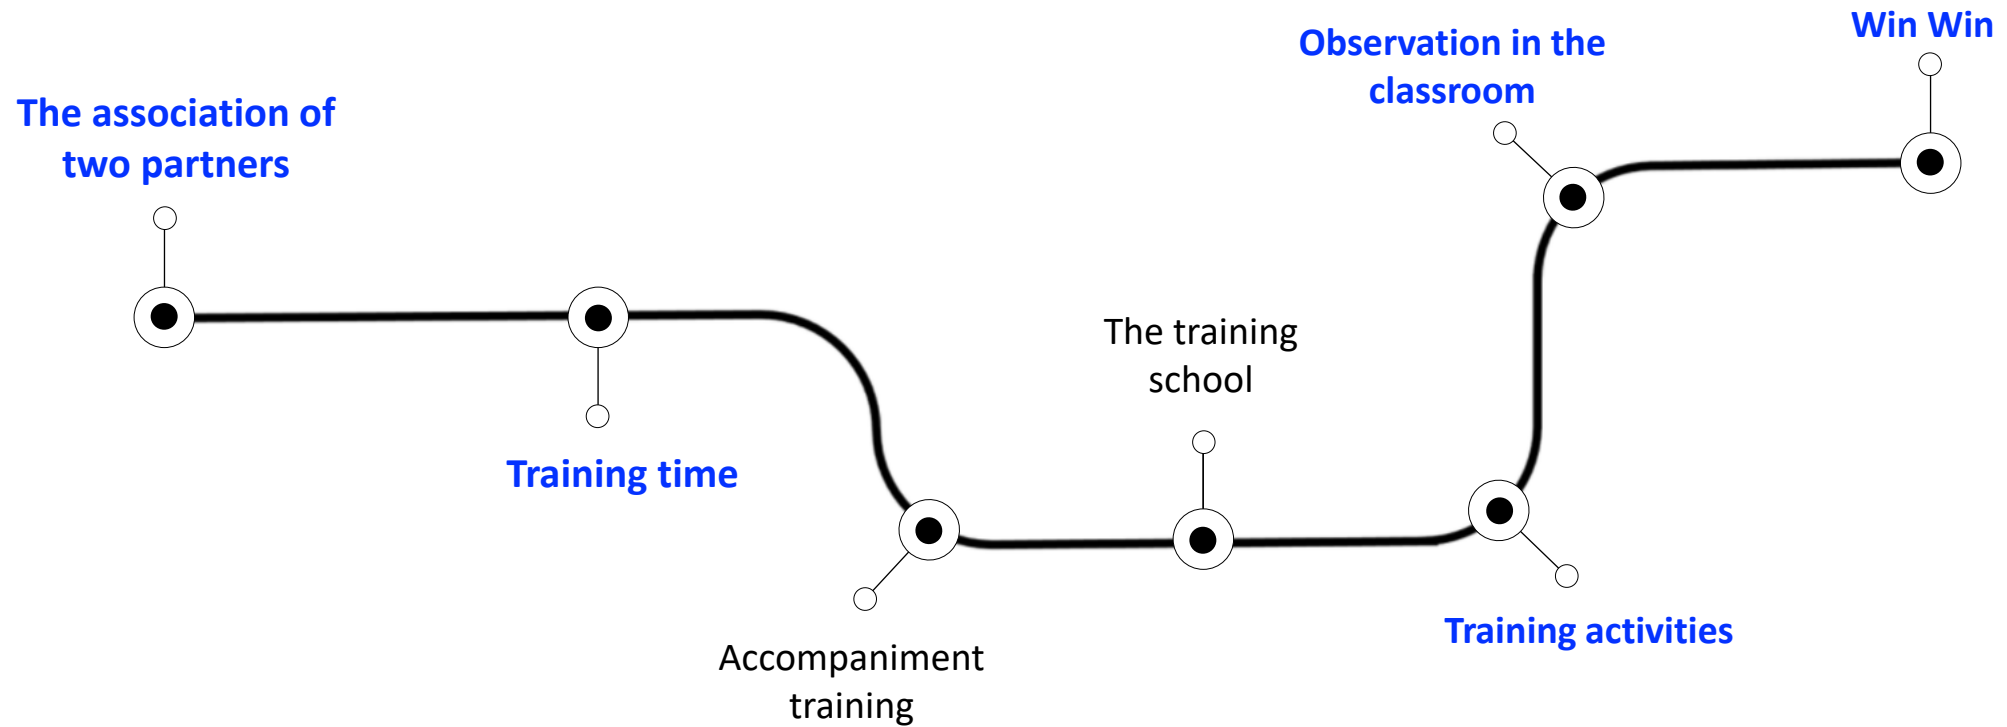 The association of
two partners
Training time
Accompaniment
training
The training
school
Training activities
Observation in the
classroom
Win Win